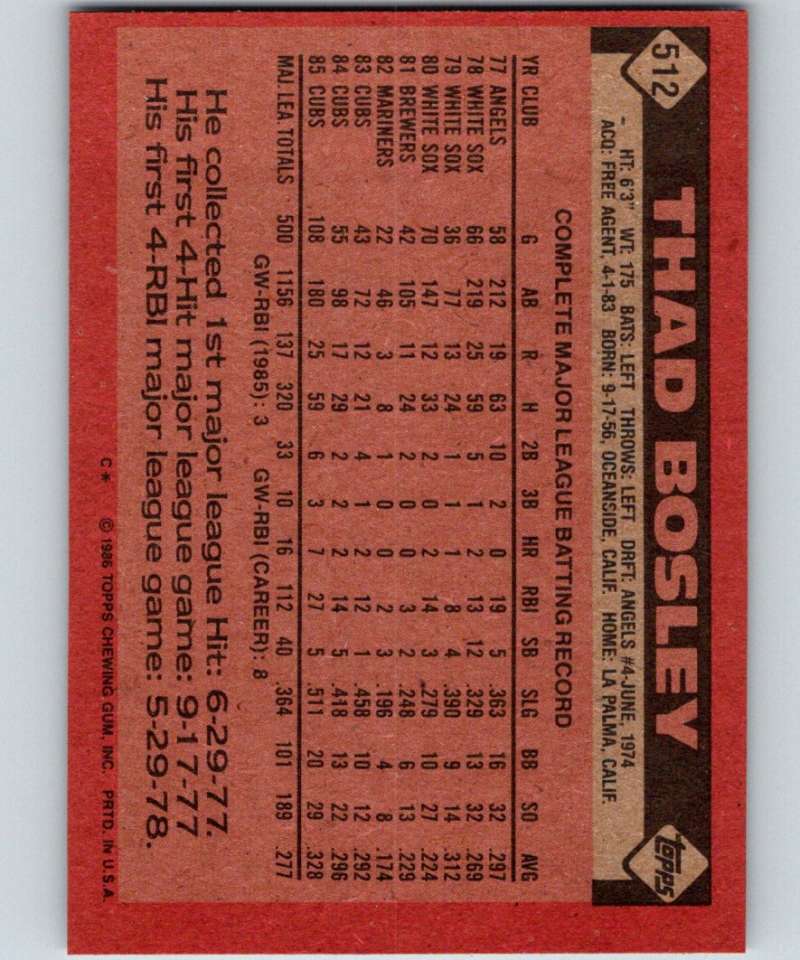 512
THAD BOSLEY
Topps
- HT: 6'3" WT: 175 BATS: LEFT THROWS: LEFT DRFT: ANGELS #4-JUNE, 1974
ACQ: FREE AGENT, 4-1-83 BORN: 9-17-56, OCEANSIDE, CALIF. HOME: LA PALMA, CALIF.
COMPLETE MAJOR LEAGUE BATTING RECORD
YR CLUB G AB R H 2B 3B HR RBI SB SLG BB SO AVG
77 ANGELS 58 212 19 63 10 2 0 19 5 .363 16 32 .297
78 WHITE SOX 66 219 25 59 5 1 2 13 12 .329 13 32 .269
79 WHITE SOX 36 77 13 24 1 1 1 8 4 .390 9 14 .312
80 WHITE SOX 70 147 12 33 2 0 2 14 3 .279 10 27 .224
81 BREWERS 42 105 11 24 2 0 0 3 2 .248 6 13 .229
82 MARINERS 22 46 3 8 1 0 0 2 3 .196 4 8 .174
83 CUBS 43 72 12 21 4 1 2 12 1 .458 10 12 .292
84 CUBS 55 98 17 29 2 2 2 14 5 .418 13 22 .296
85 CUBS 108 180 25 59 6 3 7 27 5 .511 20 29 .328
MAJ. LEA TOTALS 500 1156 137 320 33 10 16 112 40 .364 101 189 .277
GW-RBI (1985): 3 GW-RBI (CAREER): 8
He collected 1st major league Hit: 6-29-77.
His first 4-Hit major league game: 9-17-77
His first 4-RBI major league game: 5-29-78.
C* © 1986 TOPPS CHEWING GUM, INC. PRTD. IN U.S.A.